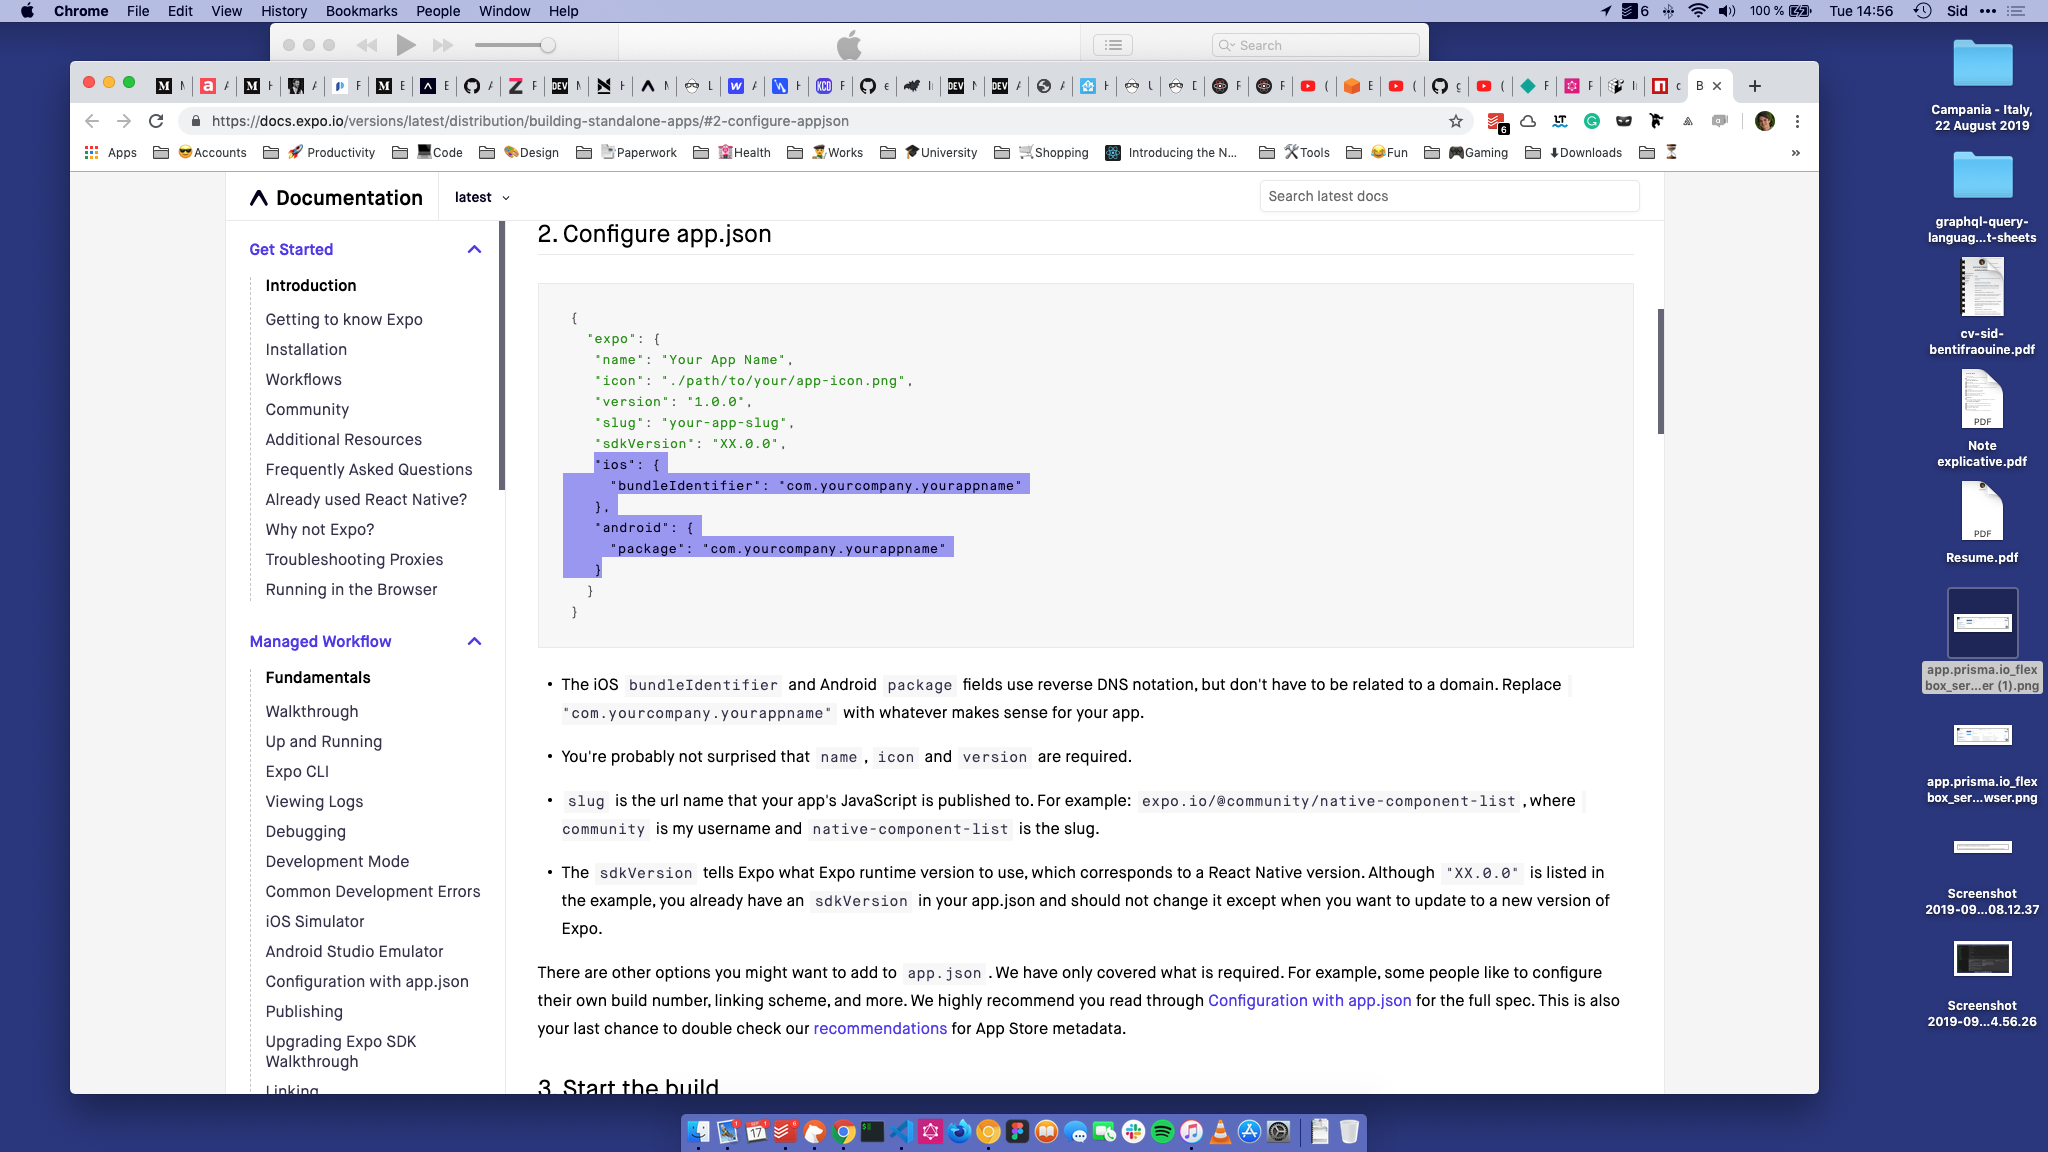 Chrome File Edit View History Bookmarks People Window Help
6 100 % Tue 14:56 Sid
Search
https://docs.expo.io/versions/latest/distribution/building-standalone-apps/#2-configure-appjson
6
Apps 😎Accounts 🚀 Productivity 💻Code 🎨Design 📄Paperwork Health Works 🎓University 🛒Shopping Introducing the N... 🛠Tools 😂Fun 🎮Gaming ⬇Downloads ⏳ »
Documentation
latest
Search latest docs
Get Started
Introduction
Getting to know Expo
Installation
Workflows
Community
Additional Resources
Frequently Asked Questions
Already used React Native?
Why not Expo?
Troubleshooting Proxies
Running in the Browser
Managed Workflow
Fundamentals
Walkthrough
Up and Running
Expo CLI
Viewing Logs
Debugging
Development Mode
Common Development Errors
iOS Simulator
Android Studio Emulator
Configuration with app.json
Publishing
Upgrading Expo SDK
Walkthrough
Linking
2. Configure app.json
{
"expo": {
"name": "Your App Name",
"icon": "./path/to/your/app-icon.png",
"version": "1.0.0",
"slug": "your-app-slug",
"sdkVersion": "XX.0.0",
"ios": {
"bundleIdentifier": "com.yourcompany.yourappname"
},
"android": {
"package": "com.yourcompany.yourappname"
}
}
}
• The iOS bundleIdentifier and Android package fields use reverse DNS notation, but don't have to be related to a domain. Replace
"com.yourcompany.yourappname" with whatever makes sense for your app.
• You're probably not surprised that name , icon and version are required.
• slug is the url name that your app's JavaScript is published to. For example: expo.io/@community/native-component-list , where
community is my username and native-component-list is the slug.
• The sdkVersion tells Expo what Expo runtime version to use, which corresponds to a React Native version. Although "XX.0.0" is listed in
the example, you already have an sdkVersion in your app.json and should not change it except when you want to update to a new version of
Expo.
There are other options you might want to add to app.json . We have only covered what is required. For example, some people like to configure
their own build number, linking scheme, and more. We highly recommend you read through Configuration with app.json for the full spec. This is also
your last chance to double check our recommendations for App Store metadata.
3. Start the build
Campania - Italy,
22 August 2019
graphql-query-
languag...t-sheets
cv-sid-
bentifraouine.pdf
PDF
Note
explicative.pdf
PDF
Resume.pdf
app.prisma.io_flex
box_ser...er (1).png
app.prisma.io_flex
box_ser...wser.png
Screenshot
2019-09...08.12.37
Screenshot
2019-09...4.56.26
17